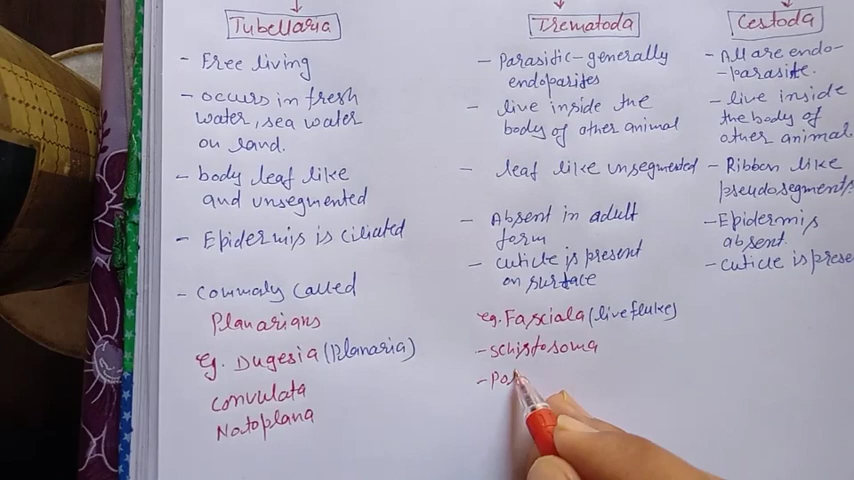 Tubellaria
- Free living
- occurs in fresh
water, sea water
on land.
- body leaf like
and unsegmented
- Epidermis is ciliated
- Commaly called
Planarians
eg. Dugesia (Planaria)
Convulata
Notoplana
Trematoda
- Parasitic - generally
endoparites
- live inside the
body of other animal
- leaf like unsegmented
- Absent in adult
form
- cuticle is present
on surface
eg. Fasciala (live fluke)
- schistosoma
Cestoda
- All are endo-
-parasite.
- live inside
the body of
other animal.
- Ribbon like
pseudosegments
- Epidermis
absent.
- cuticle is prese